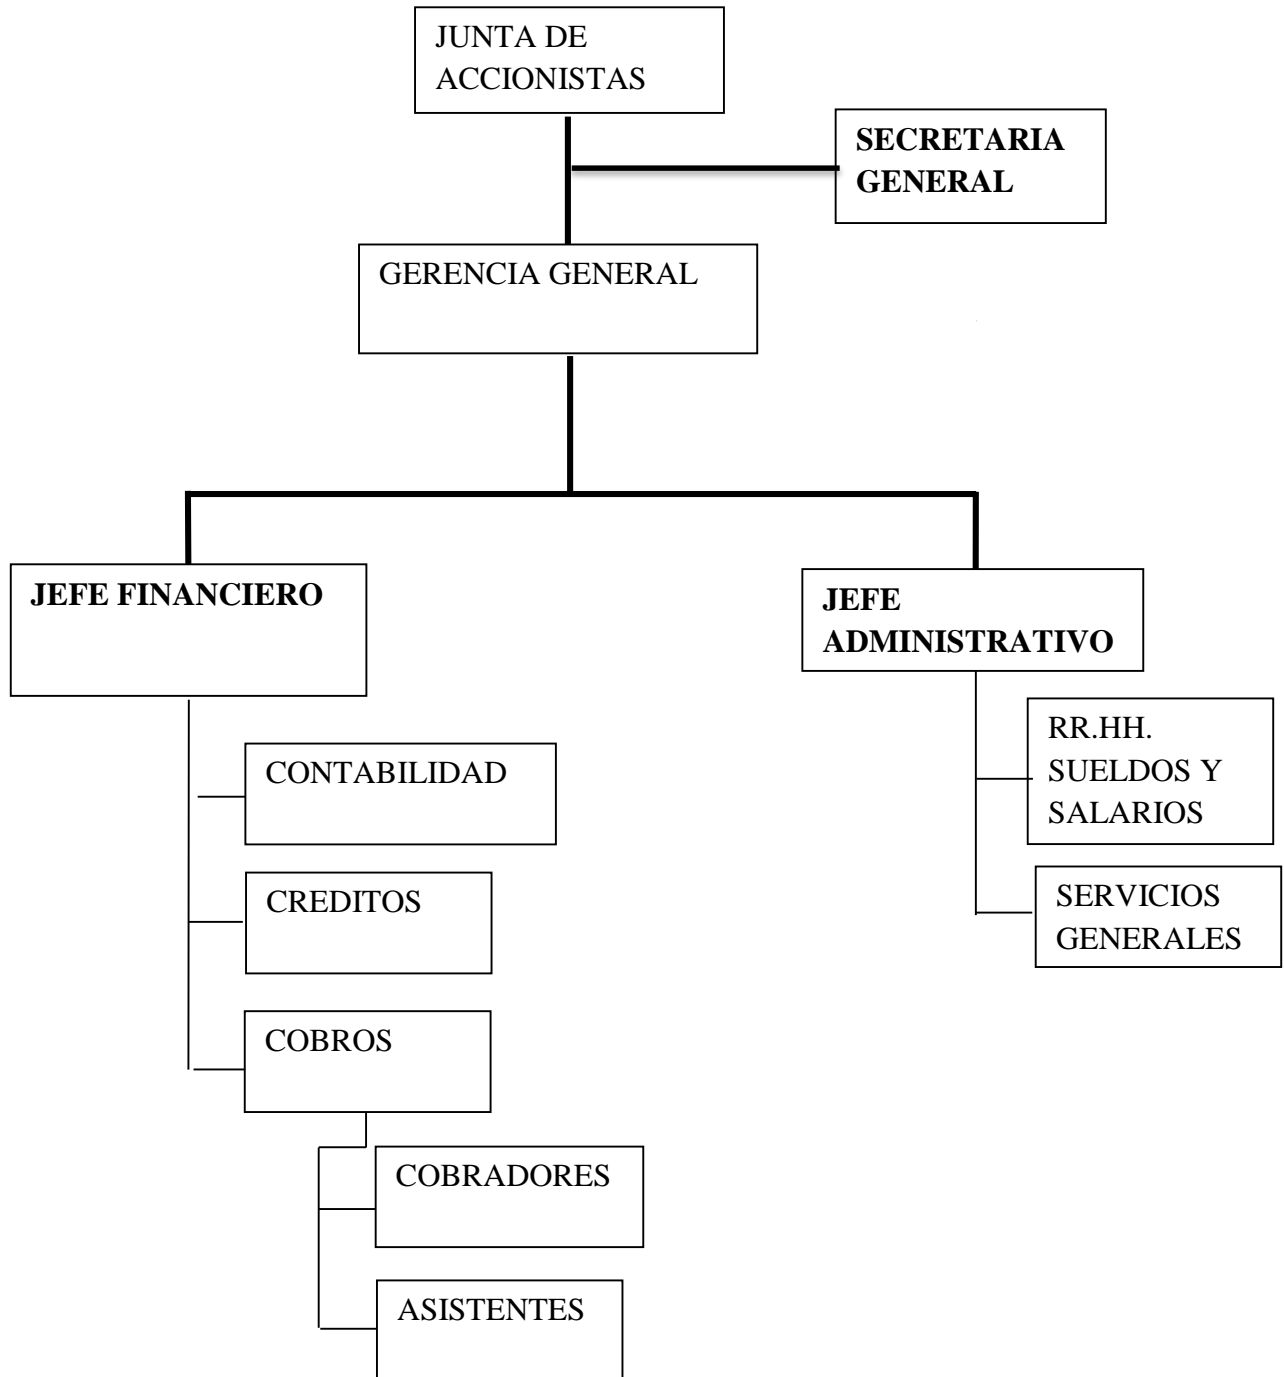 JUNTA DE
ACCIONISTAS
SECRETARIA
GENERAL
GERENCIA GENERAL
JEFE FINANCIERO
JEFE
ADMINISTRATIVO
RR.HH.
SUELDOS Y
SALARIOS
CONTABILIDAD
CREDITOS
SERVICIOS
GENERALES
COBROS
COBRADORES
ASISTENTES